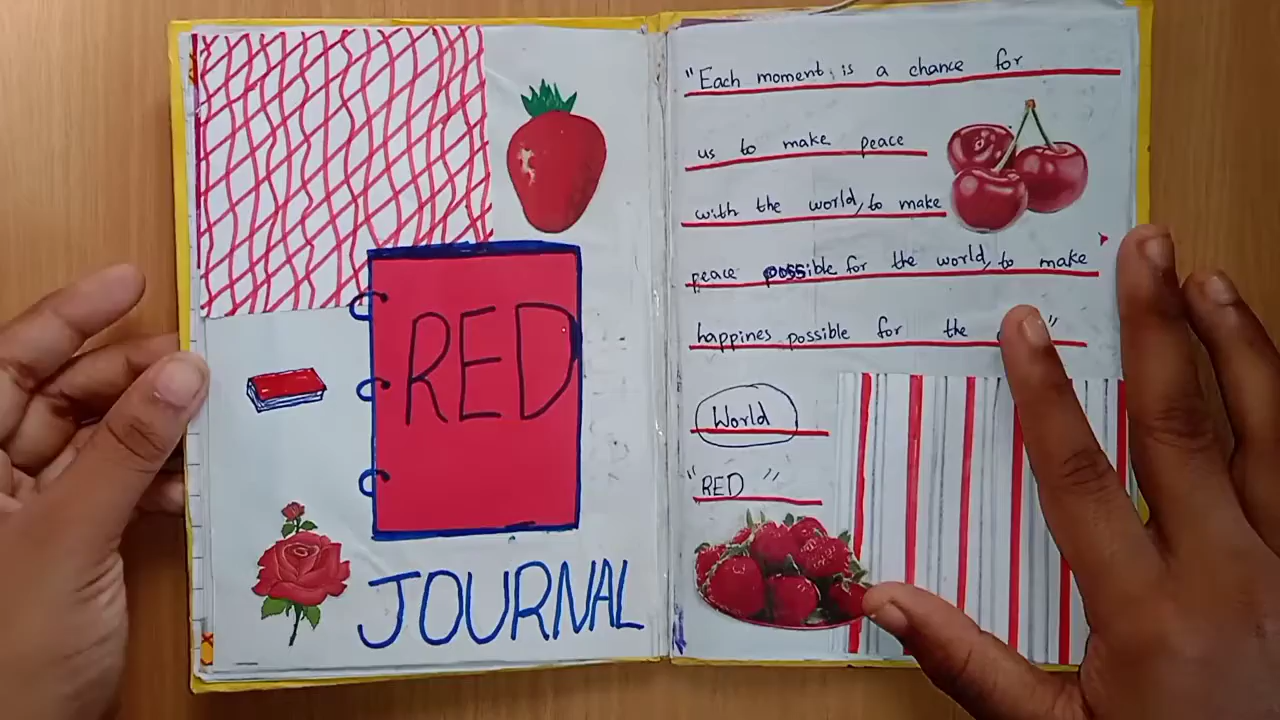 RED
JOURNAL
"Each moment is a chance for
us to make peace
with the world, to make
peace possible for the world, to make
happines possible for the "
World
"RED"